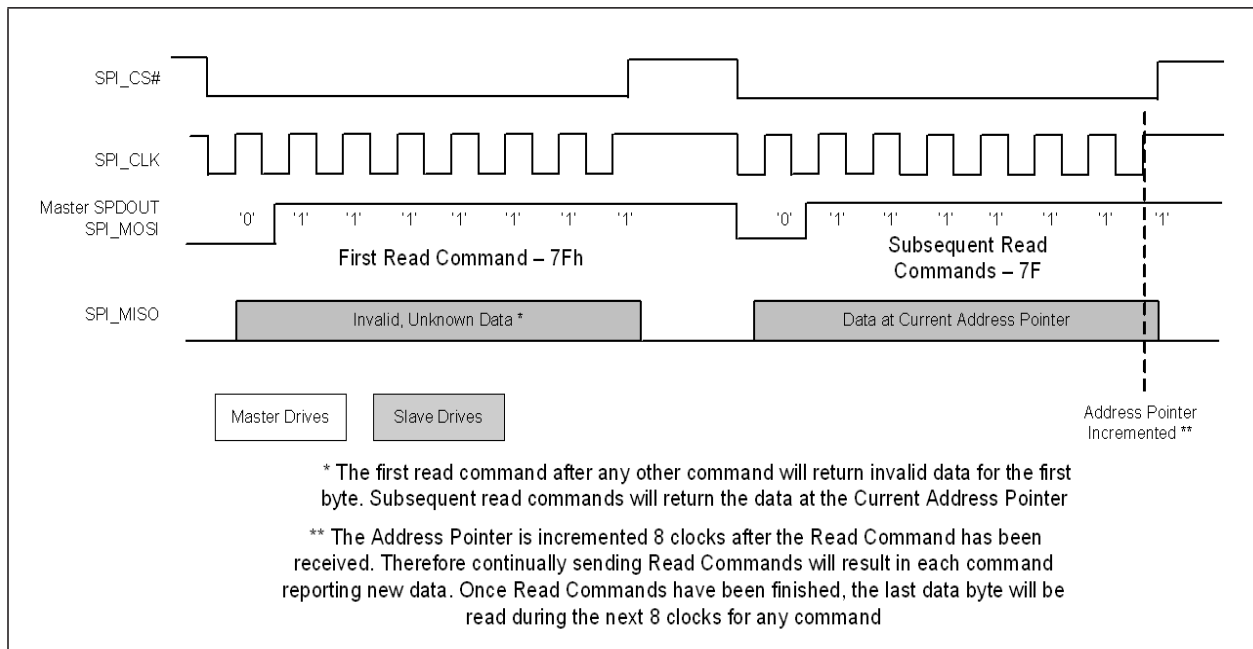 SPI_CS#
SPI_CLK
Master SPDOUT
SPI_MOSI
'0' '1' '1' '1' '1' '1' '1' '1' '0' '1' '1' '1' '1' '1' '1' '1'
First Read Command – 7Fh
Subsequent Read
Commands – 7F
SPI_MISO
Invalid, Unknown Data *
Data at Current Address Pointer
Master Drives
Slave Drives
Address Pointer
Incremented **
* The first read command after any other command will return invalid data for the first
byte. Subsequent read commands will return the data at the Current Address Pointer
** The Address Pointer is incremented 8 clocks after the Read Command has been
received. Therefore continually sending Read Commands will result in each command
reporting new data. Once Read Commands have been finished, the last data byte will be
read during the next 8 clocks for any command